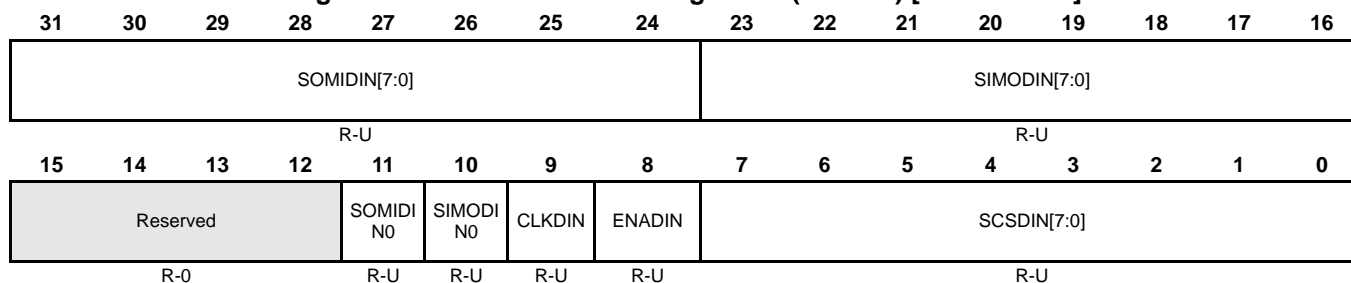 31 30 29 28 27 26 25 24 23 22 21 20 19 18 17 16
SOMIDIN[7:0] SIMODIN[7:0]
R-U R-U
15 14 13 12 11 10 9 8 7 6 5 4 3 2 1 0
Reserved SOMIDI SIMODI CLKDIN ENADIN SCSDIN[7:0]
N0 N0
R-0 R-U R-U R-U R-U R-U